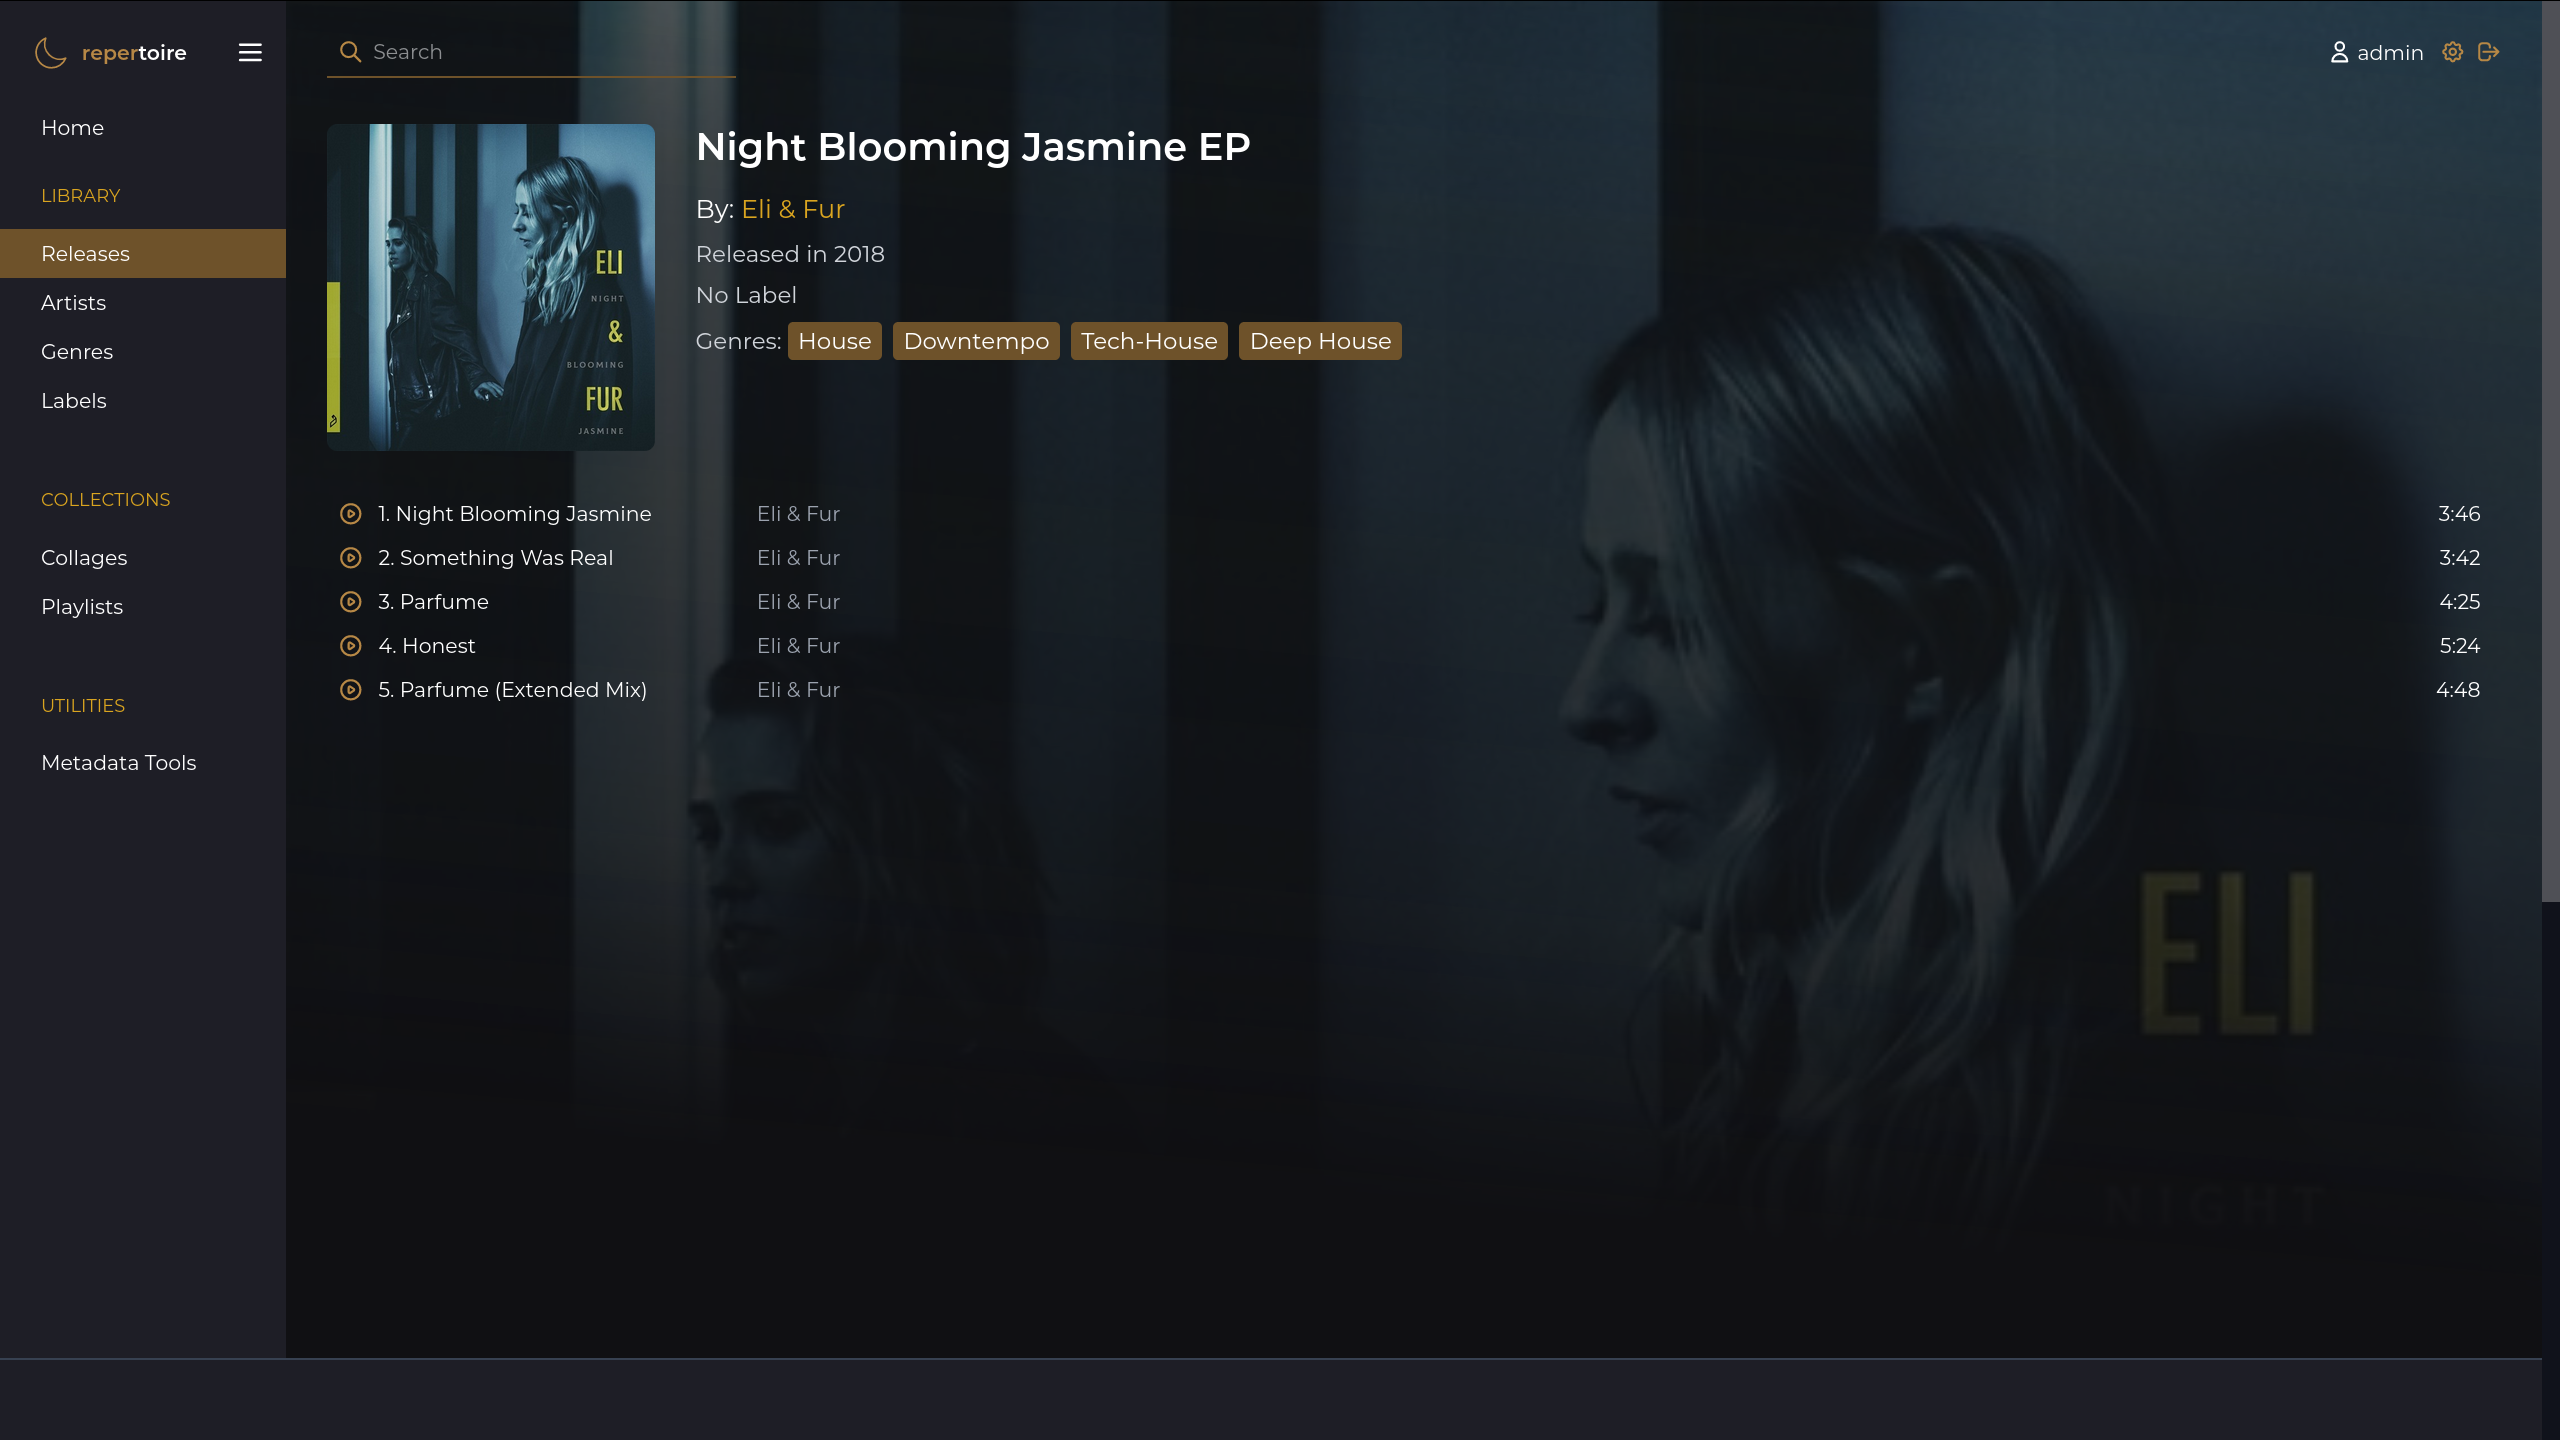 repertoire
Search
admin
Home
LIBRARY
Releases
Artists
Genres
Labels
COLLECTIONS
Collages
Playlists
UTILITIES
Metadata Tools
ELI
NIGHT
&
BLOOMING
FUR
JASMINE
Night Blooming Jasmine EP
By: Eli & Fur
Released in 2018
No Label
Genres: House Downtempo Tech-House Deep House
1. Night Blooming Jasmine Eli & Fur 3:46
2. Something Was Real Eli & Fur 3:42
3. Parfume Eli & Fur 4:25
4. Honest Eli & Fur 5:24
5. Parfume (Extended Mix) Eli & Fur 4:48
ELI
NIGHT